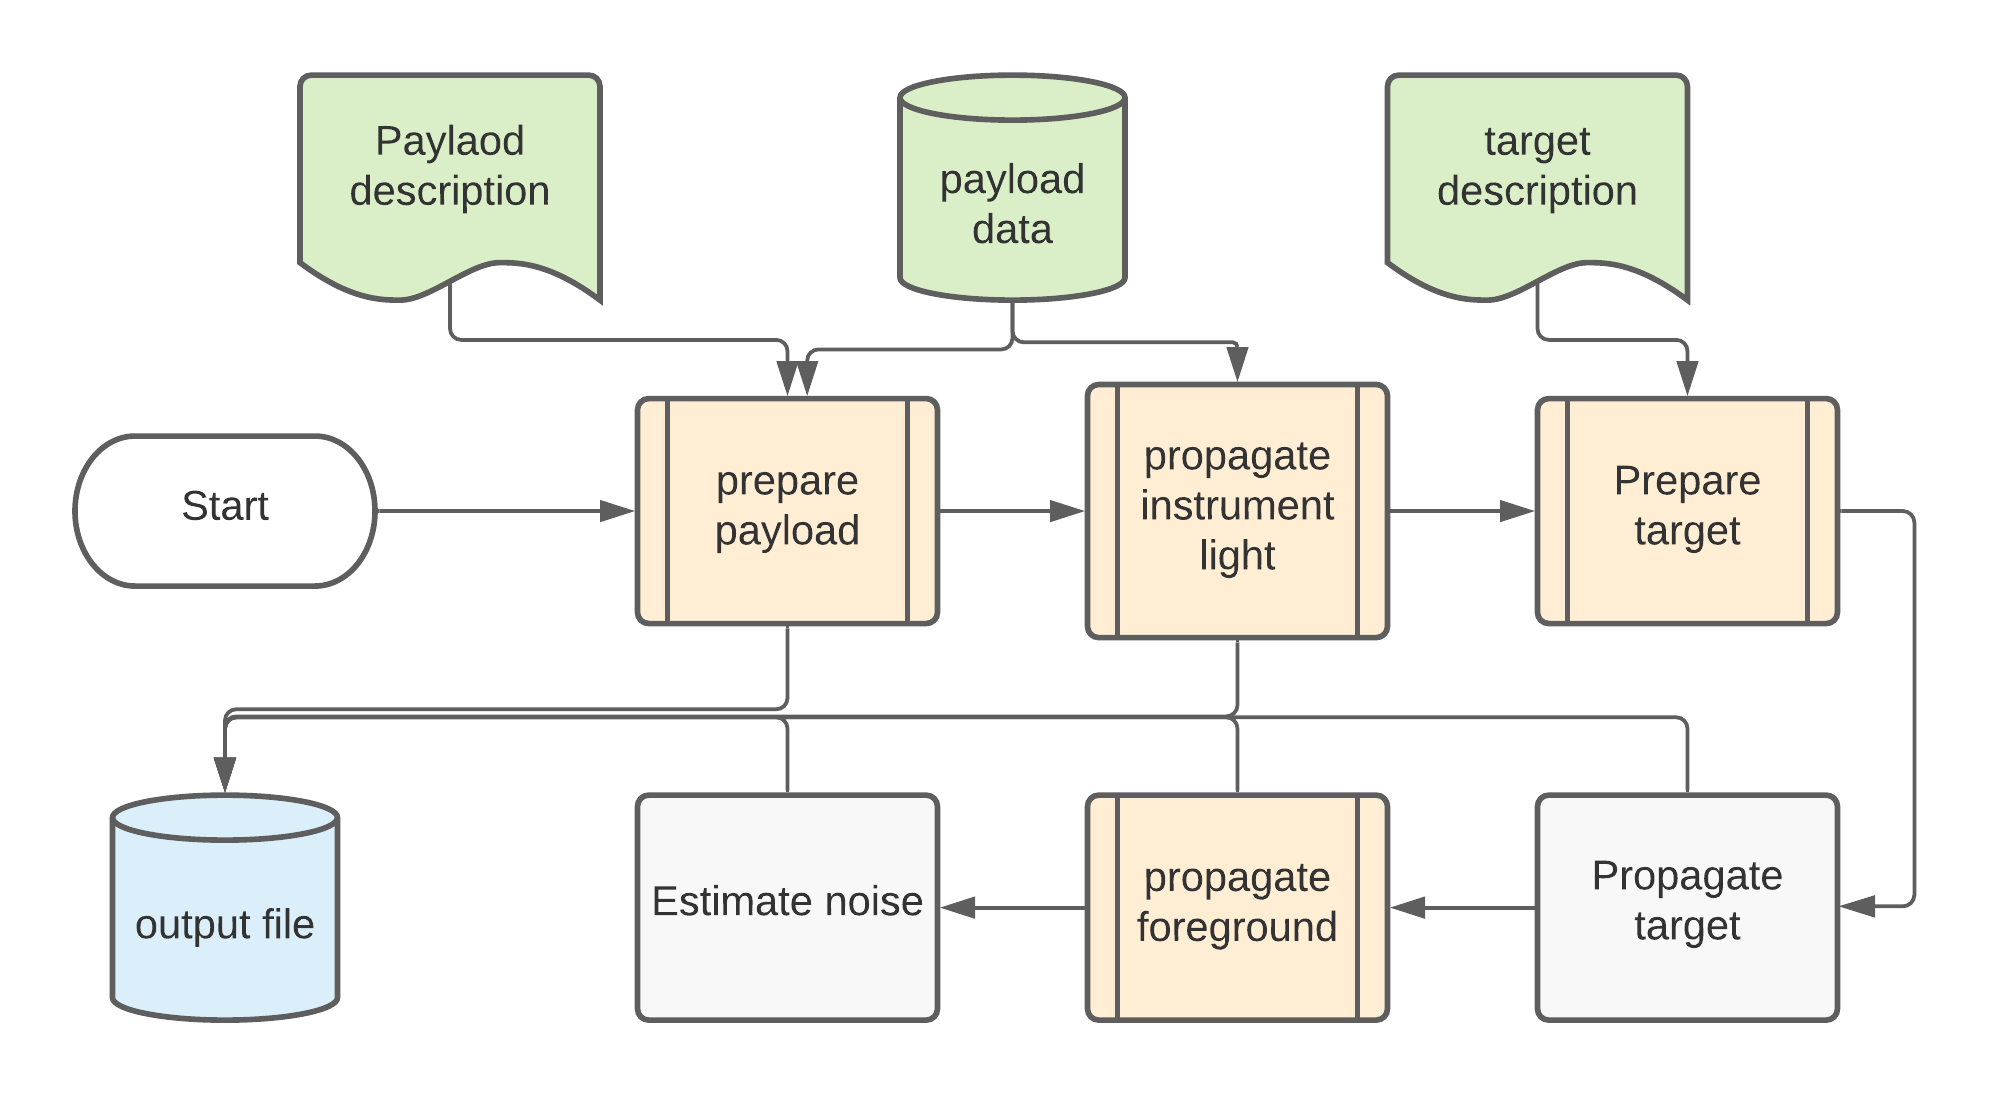 Paylaod
description
payload
data
target
description
Start
prepare
payload
propagate
instrument
light
Prepare
target
output file
Estimate noise
propagate
foreground
Propagate
target